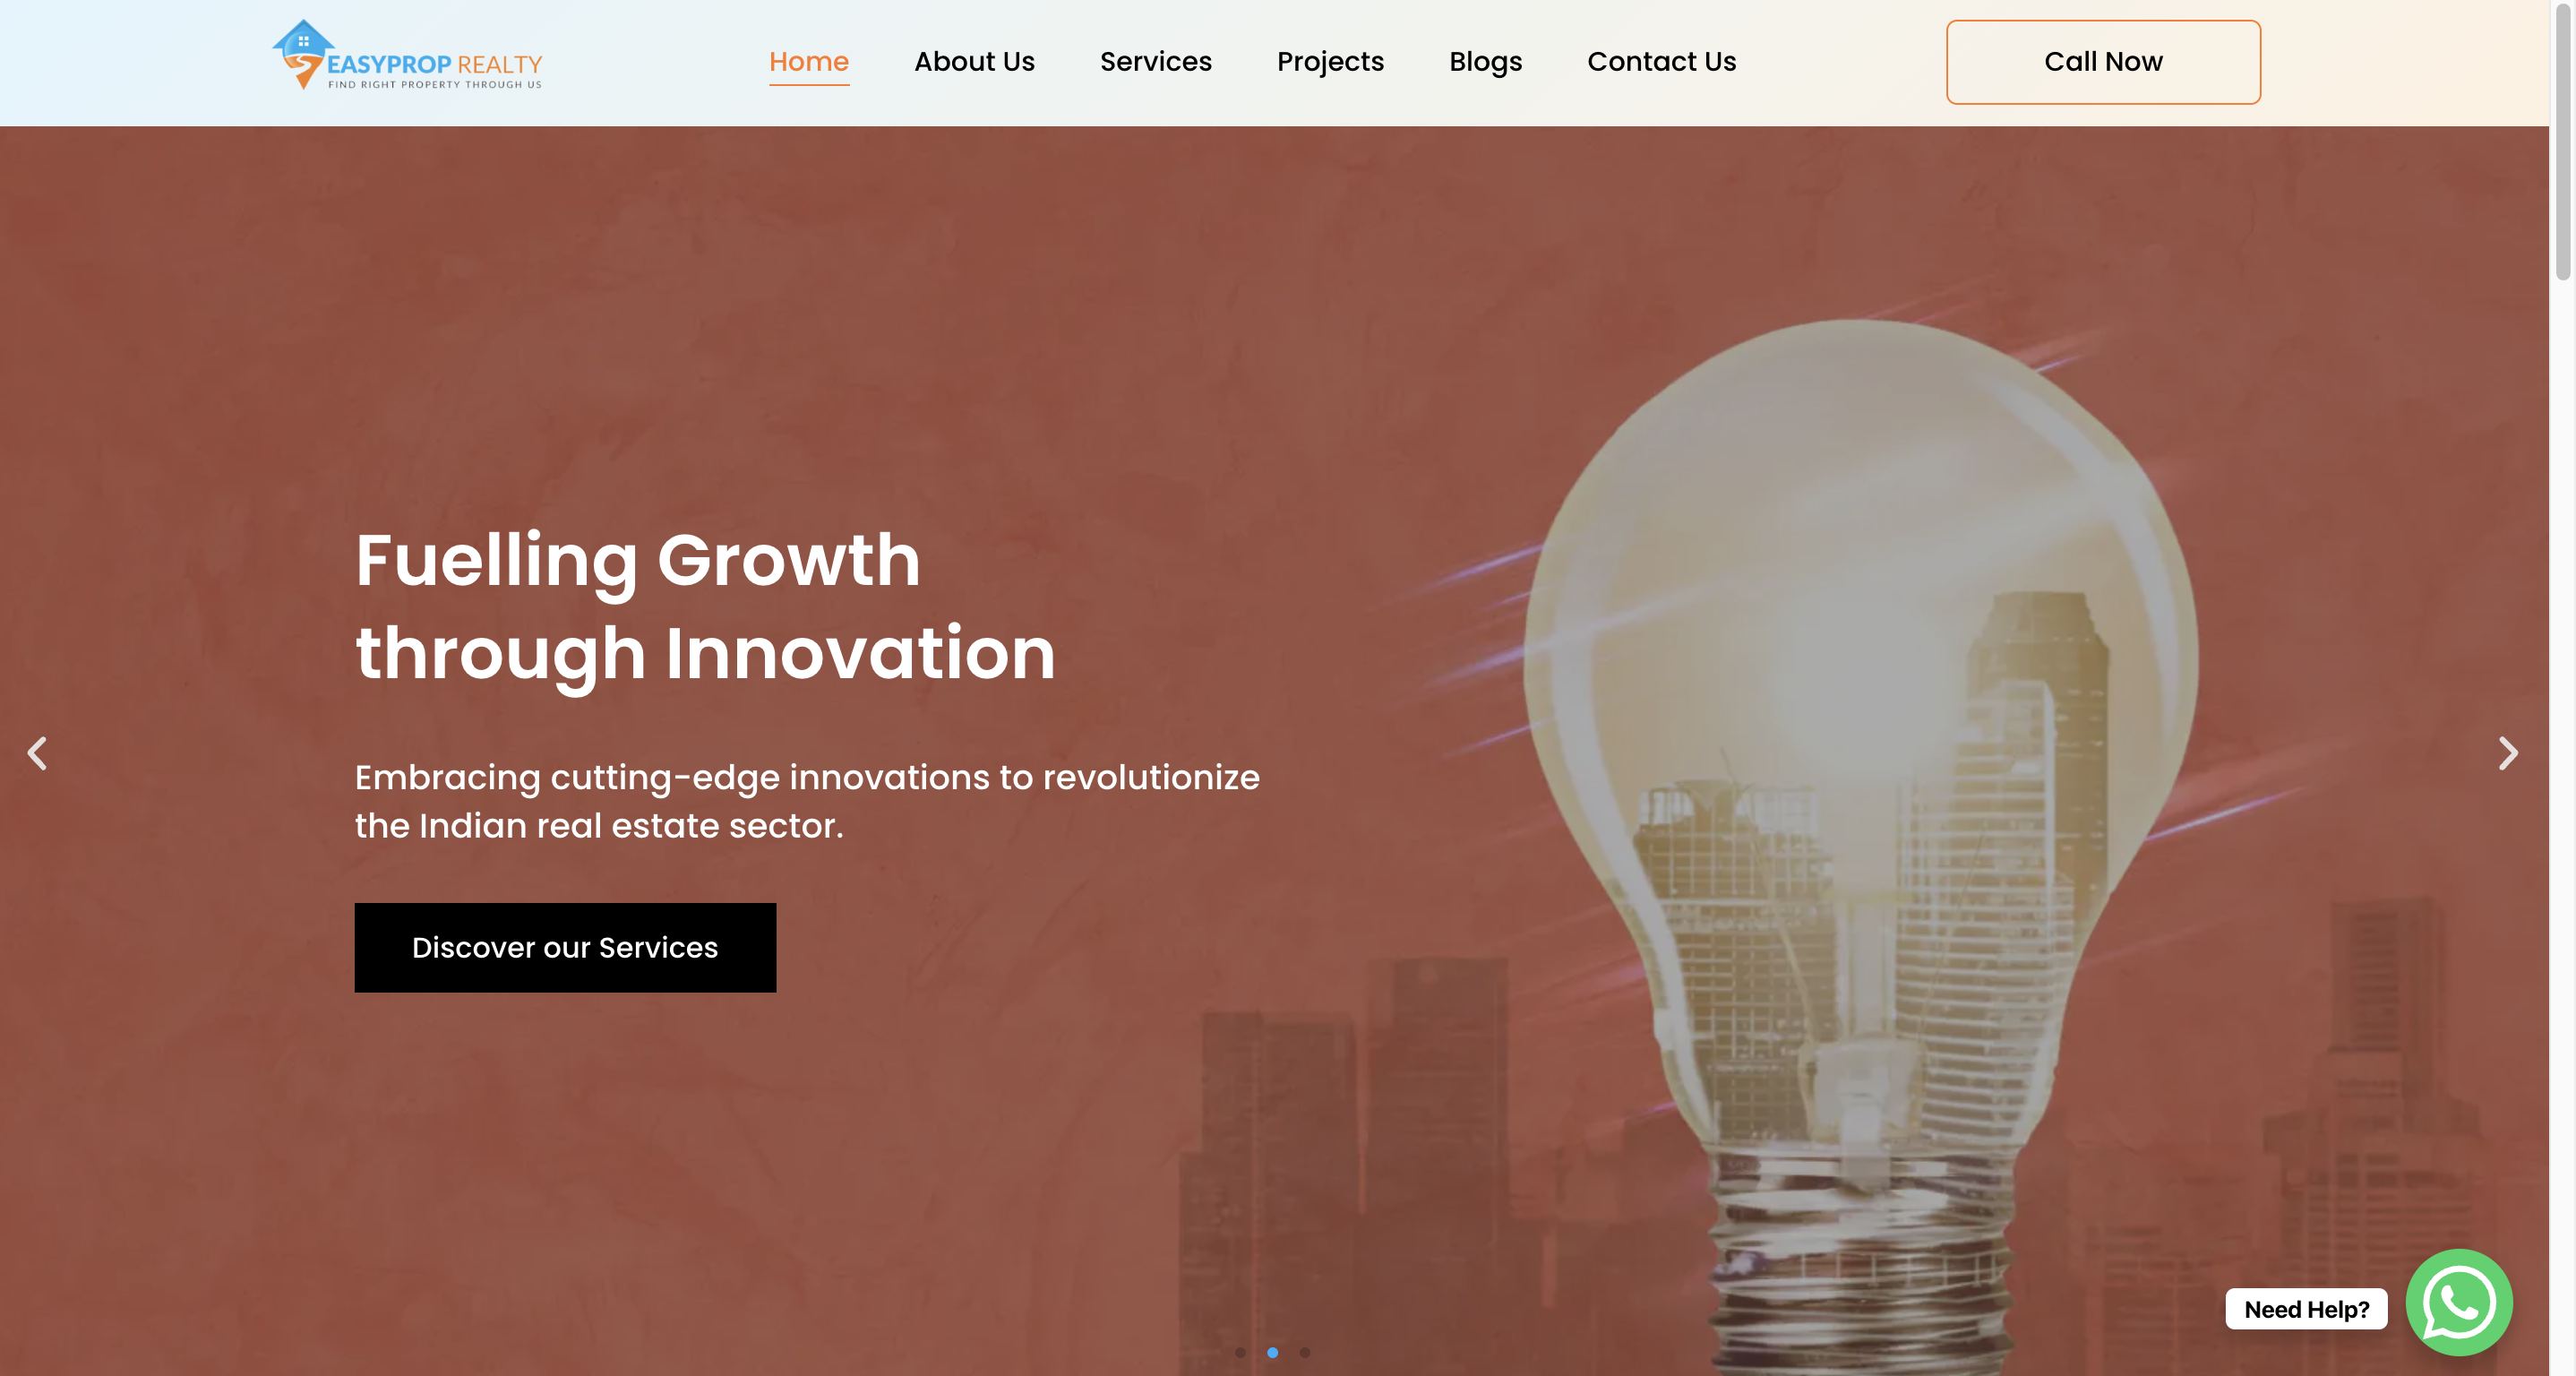 EASYPROP REALTY
FIND RIGHT PROPERTY THROUGH US
Home
About Us
Services
Projects
Blogs
Contact Us
Call Now
Fuelling Growth
through Innovation
Embracing cutting-edge innovations to revolutionize
the Indian real estate sector.
Discover our Services
Need Help?